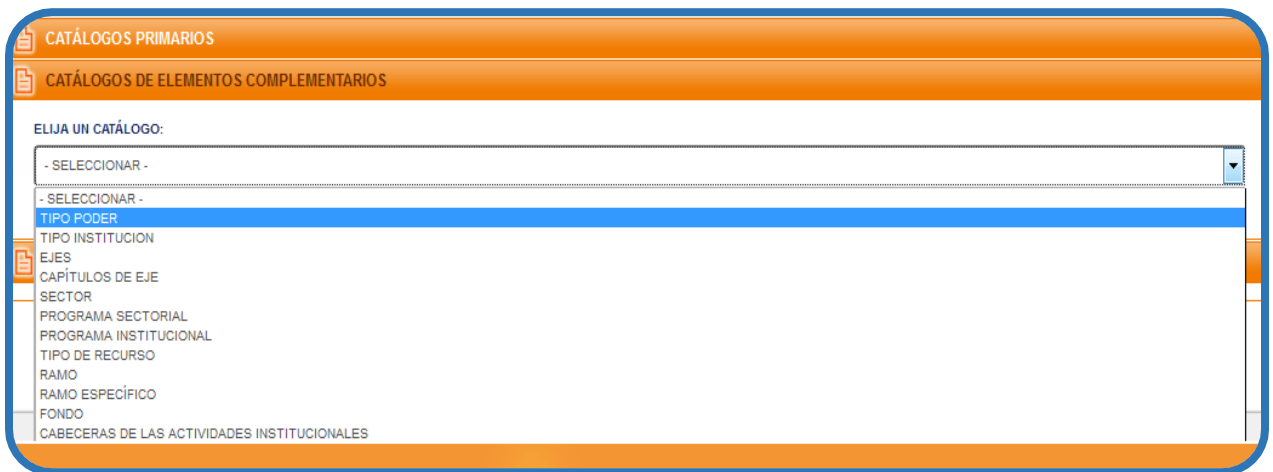 CATÁLOGOS PRIMARIOS
CATÁLOGOS DE ELEMENTOS COMPLEMENTARIOS
ELIJA UN CATÁLOGO:
- SELECCIONAR -
- SELECCIONAR -
TIPO PODER
TIPO INSTITUCION
EJES
CAPÍTULOS DE EJE
SECTOR
PROGRAMA SECTORIAL
PROGRAMA INSTITUCIONAL
TIPO DE RECURSO
RAMO
RAMO ESPECÍFICO
FONDO
CABECERAS DE LAS ACTIVIDADES INSTITUCIONALES